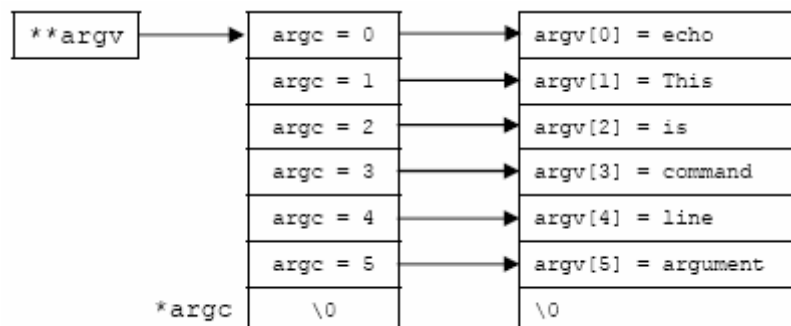 **argv argc = 0 argv[0] = echo
argc = 1 argv[1] = This
argc = 2 argv[2] = is
argc = 3 argv[3] = command
argc = 4 argv[4] = line
argc = 5 argv[5] = argument
*argc \0 \0